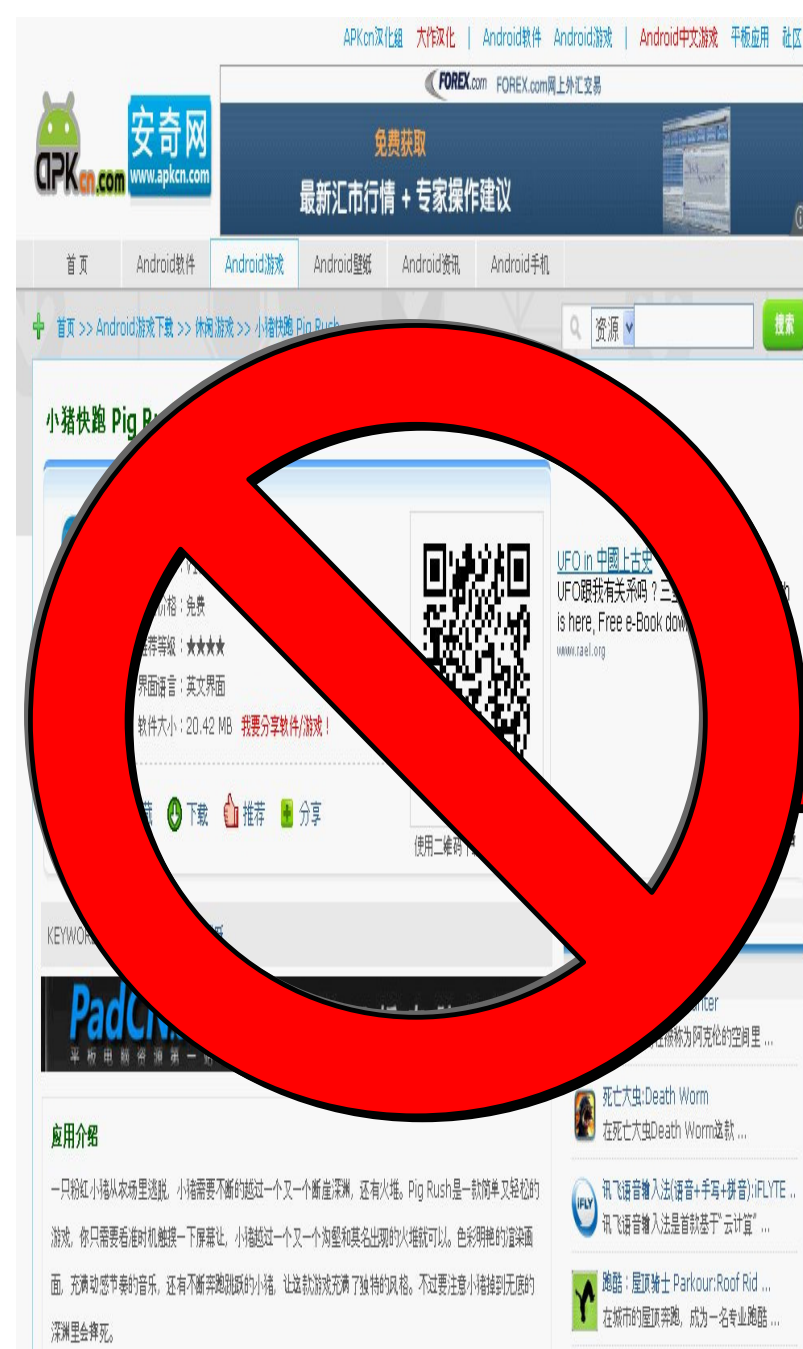 APKcn汉化组 大作汉化 | Android软件 Android游戏 | Android中文游戏 平板应用 社区
FOREX.com FOREX.com网上外汇交易
APKcn.com
安奇网
www.apkcn.com
免费获取
最新汇市行情 + 专家操作建议
首页 Android软件 Android游戏 Android壁纸 Android资讯 Android手机
首页 >> Android游戏下载 >> 休闲游戏 >> 小猪快跑 Pig Rush
资源 搜索
小猪快跑 Pig
价格：免费
推荐等级：★★★★
界面语言：英文界面
软件大小：20.42 MB 我要分享软件/游戏！
下载 推荐 分享
使用二维码
UFO in 中國上古史
UFO跟我有关系吗？三
is here, Free e-Book
www.rael.org
PadCN
平板电脑资源第一站
应用介绍
一只粉红小猪从农场里逃脱，小猪需要不断的越过一个又一个断崖深渊，还有火堆。Pig Rush是一款简单又轻松的
游戏，你只需要看准时机触摸一下屏幕让，小猪越过一个又一个沟壑和莫名出现的火堆就可以。色彩明艳的渲染画
面，充满动感节奏的音乐，还有不断奔跑跳跃的小猪，让这款游戏充满了独特的风格。不过要注意小猪掉到无底的
深渊里会摔死。
被称为阿克伦的空间里 ...
死亡大虫:Death Worm
在死亡大虫Death Worm这款 ...
iFLY
讯飞语音输入法(语音+手写+拼音):iFLYTE ..
讯飞语音输入法是首款基于"云计算" ...
跑酷：屋顶骑士 Parkour:Roof Rid ...
在城市的屋顶奔跑，成为一名专业跑酷 ...